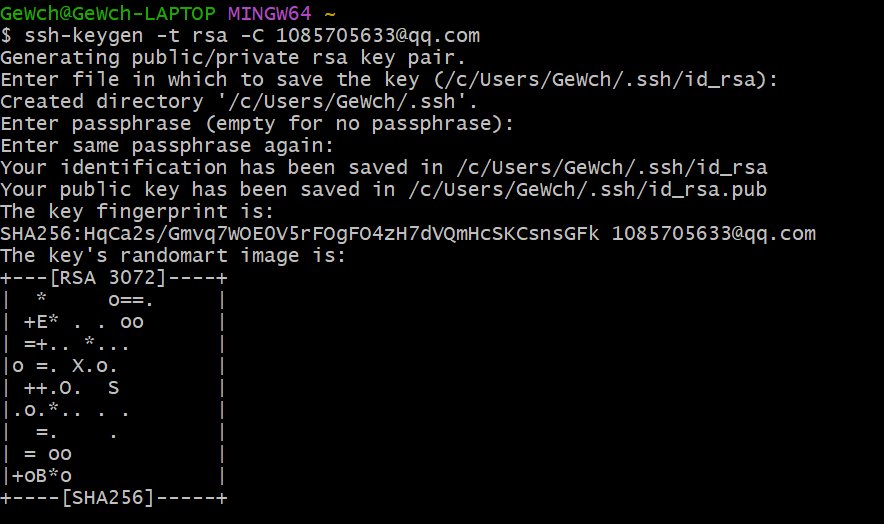 GeWch@GeWch-LAPTOP MINGW64 ~
$ ssh-keygen -t rsa -C 1085705633@qq.com
Generating public/private rsa key pair.
Enter file in which to save the key (/c/Users/GeWch/.ssh/id_rsa):
Created directory '/c/Users/GeWch/.ssh'.
Enter passphrase (empty for no passphrase):
Enter same passphrase again:
Your identification has been saved in /c/Users/GeWch/.ssh/id_rsa
Your public key has been saved in /c/Users/GeWch/.ssh/id_rsa.pub
The key fingerprint is:
SHA256:HqCa2s/Gmvq7WOE0V5rFOgFO4zH7dVQmHcSKCsnsGFk 1085705633@qq.com
The key's randomart image is:
+---[RSA 3072]----+
|  *     o==.     |
| +E* . . oo      |
| =+.. *...       |
|o =. X.o.        |
| ++.O.  S        |
|.o.*.. . .       |
|  =.    .        |
| = oo            |
|+oB*o            |
+----[SHA256]-----+